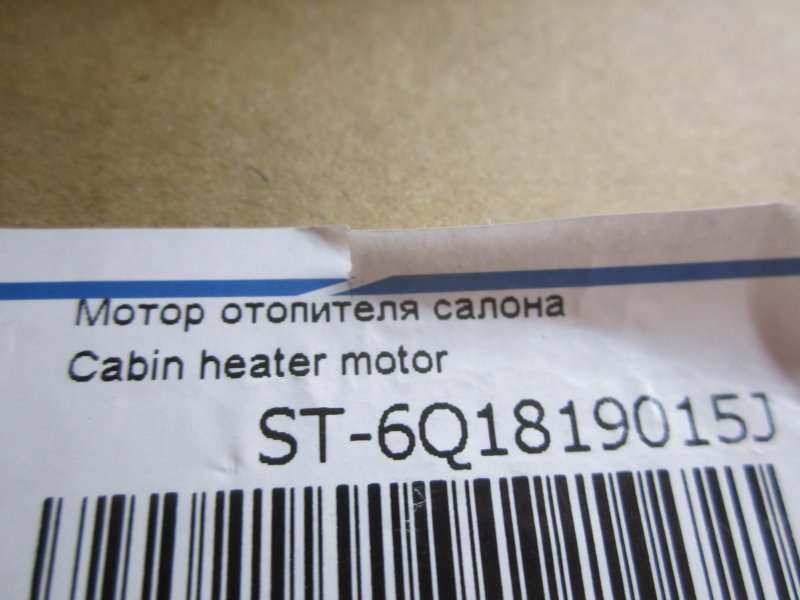 Мотор отопителя салона
Cabin heater motor
ST-6Q1819015J